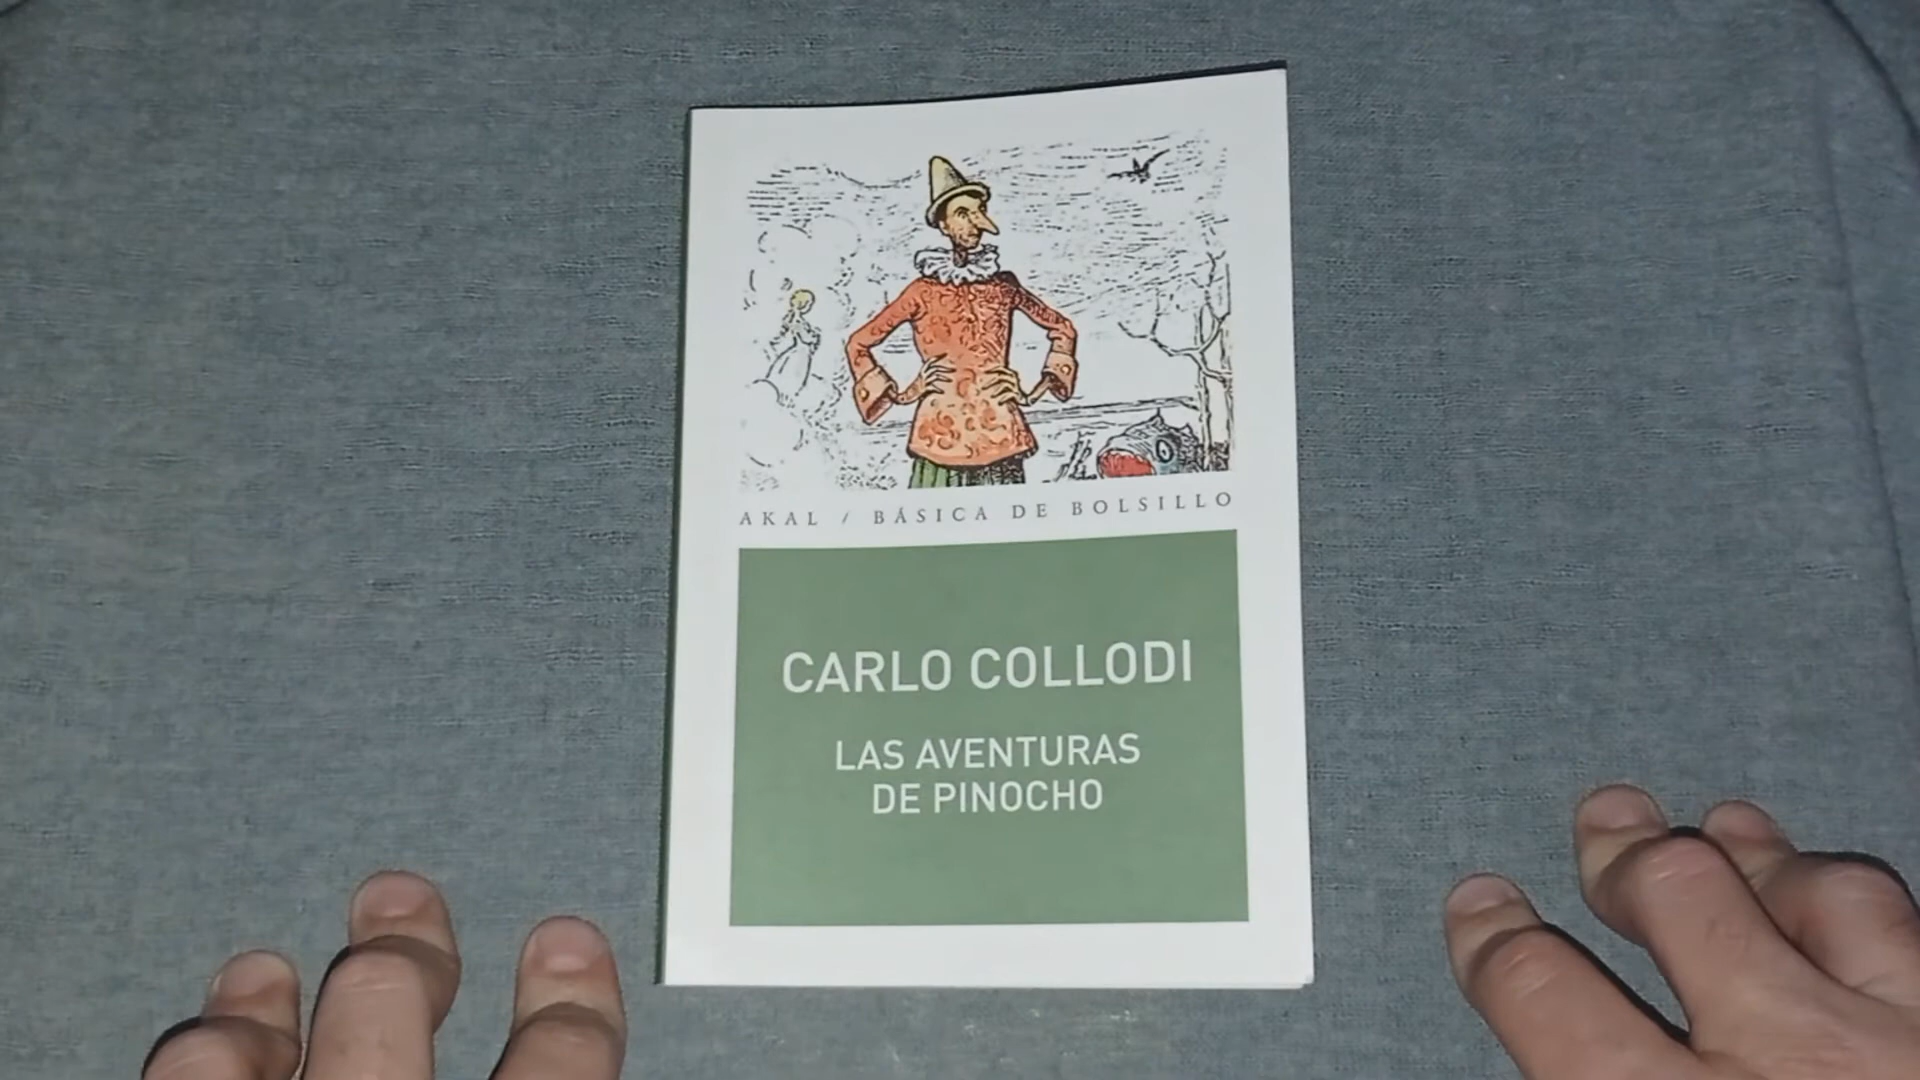 AKAL / BÁSICA DE BOLSILLO
CARLO COLLODI
LAS AVENTURAS
DE PINOCHO